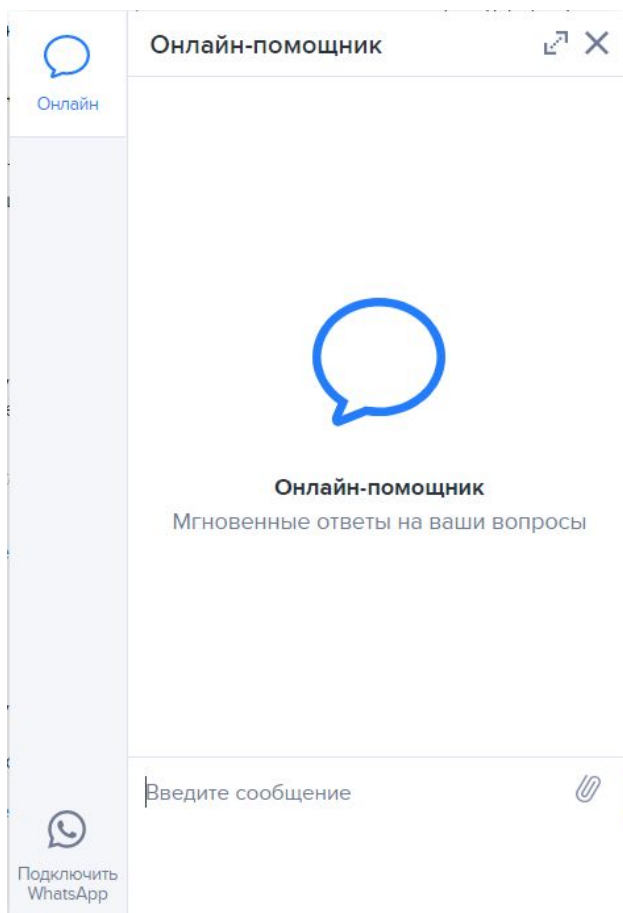 Онлайн-помощник
Онлайн
Онлайн-помощник
Мгновенные ответы на ваши вопросы
Введите сообщение
Подключить
WhatsApp